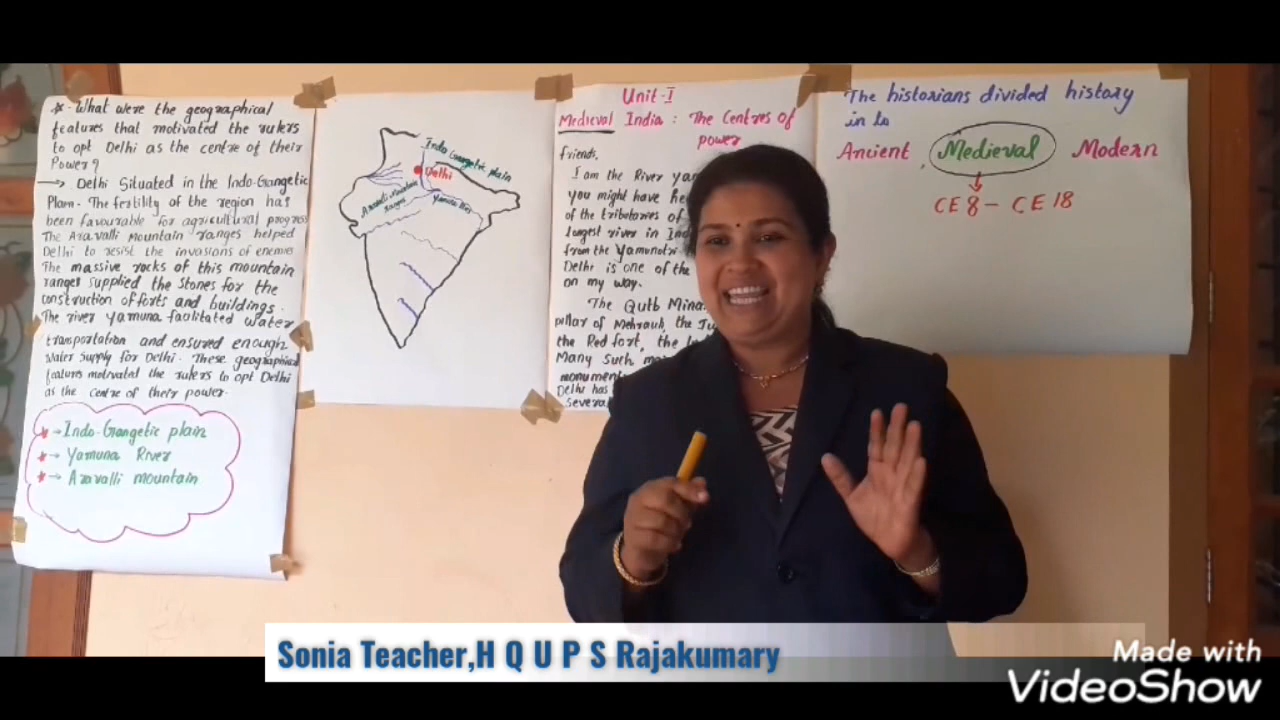 * What were the geographical
features that motivated the rulers
to opt Delhi as the centre of their
Power?
→ Delhi Situated in the Indo-Gangetic
Plain. The fertility of the region has
been favourable for agricultural progress
The Aravalli Mountain ranges helped
Delhi to resist the invasions of enemies
The massive rocks of this mountain
ranges supplied the stones for the
construction of forts and buildings.
The river Yamuna facilitated water
transportation and ensured enough
water supply for Delhi. These geographical
features motivated the rulers to opt Delhi
as the centre of their power.
* → Indo-Gangetic plain
* → Yamuna River
* → Aravalli mountain
Indo Gangetic plain
Delhi
Aravalli Mountain
Ranges
Yamuna River
Unit-I
Medieval India: The Centres of
power
Friends,
I am the River
you might have
of the tributories of
largest river in
from the
Delhi is one of the
on my way.
The Qutb
pillar of the
the Red fort, the
Many such
Delhi has
several
The historians divided history
in to
Ancient, Medieval Modern
CE 8 - CE 18
Sonia Teacher,H Q U P S Rajakumary
Made with
VideoShow